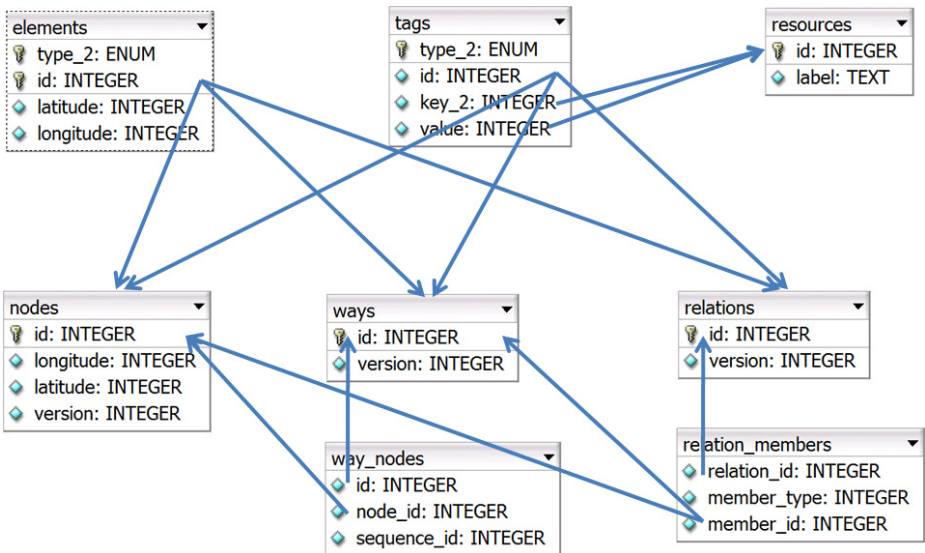 elements
type_2: ENUM
id: INTEGER
latitude: INTEGER
longitude: INTEGER
tags
type_2: ENUM
id: INTEGER
key_2: INTEGER
value: INTEGER
resources
id: INTEGER
label: TEXT
nodes
id: INTEGER
longitude: INTEGER
latitude: INTEGER
version: INTEGER
ways
id: INTEGER
version: INTEGER
relations
id: INTEGER
version: INTEGER
way_nodes
id: INTEGER
node_id: INTEGER
sequence_id: INTEGER
relation_members
relation_id: INTEGER
member_type: INTEGER
member_id: INTEGER